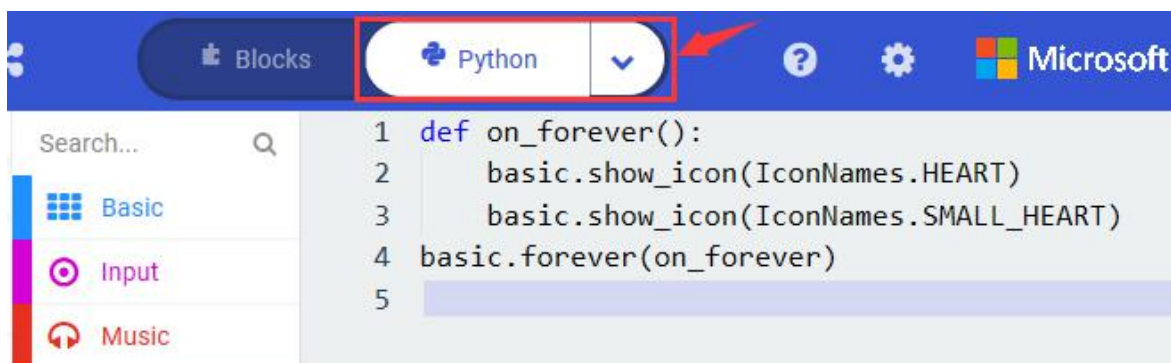 Blocks Python Microsoft
Search...
Basic
Input
Music
1 def on_forever():
2     basic.show_icon(IconNames.HEART)
3     basic.show_icon(IconNames.SMALL_HEART)
4 basic.forever(on_forever)
5